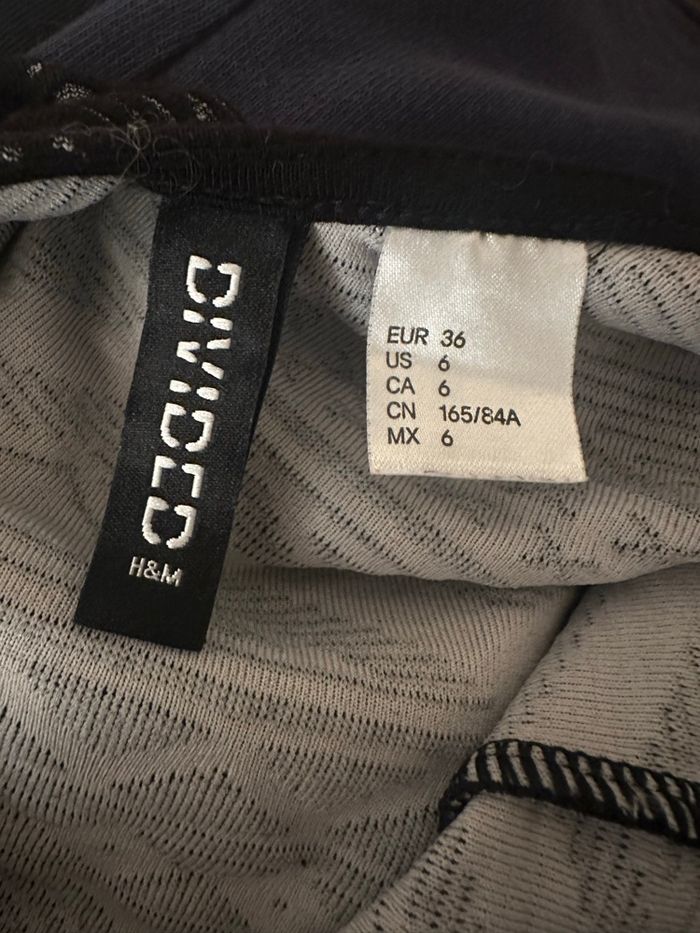 DIVIDED
H&M
EUR 36
US 6
CA 6
CN 165/84A
MX 6